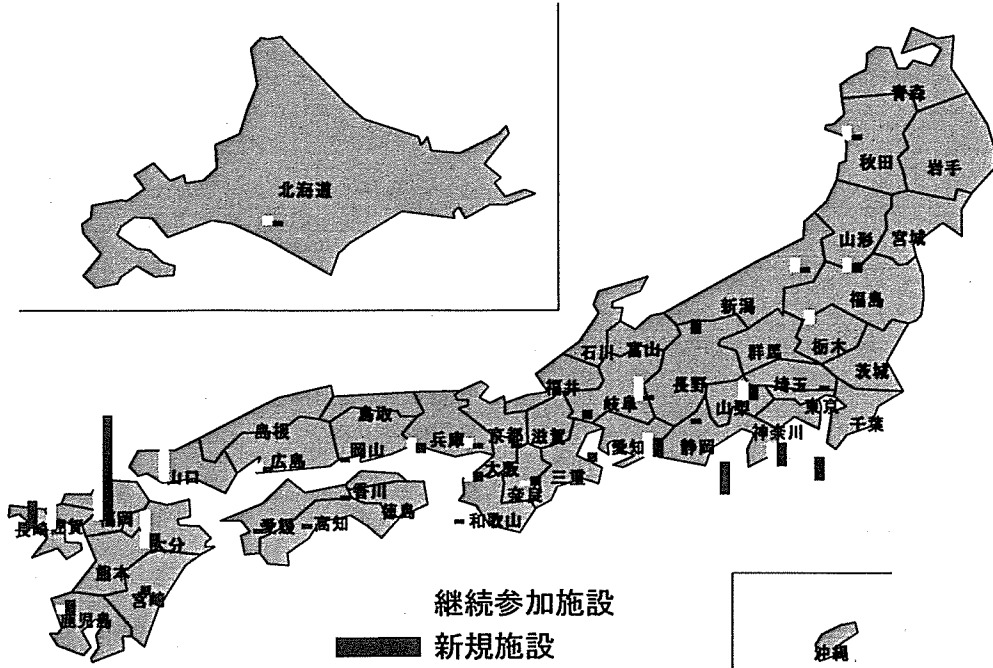 北海道
青森
秋田
岩手
山形
宮城
新潟
福島
石川
富山
群馬
栃木
茨城
福井
岐阜
長野
山梨
埼玉
東京
千葉
神奈川
静岡
愛知
鳥取
島根
岡山
広島
山口
兵庫
京都
滋賀
大阪
奈良
三重
和歌山
香川
徳島
愛媛
高知
福岡
佐賀
長崎
大分
熊本
宮崎
鹿児島
沖縄
継続参加施設
新規施設